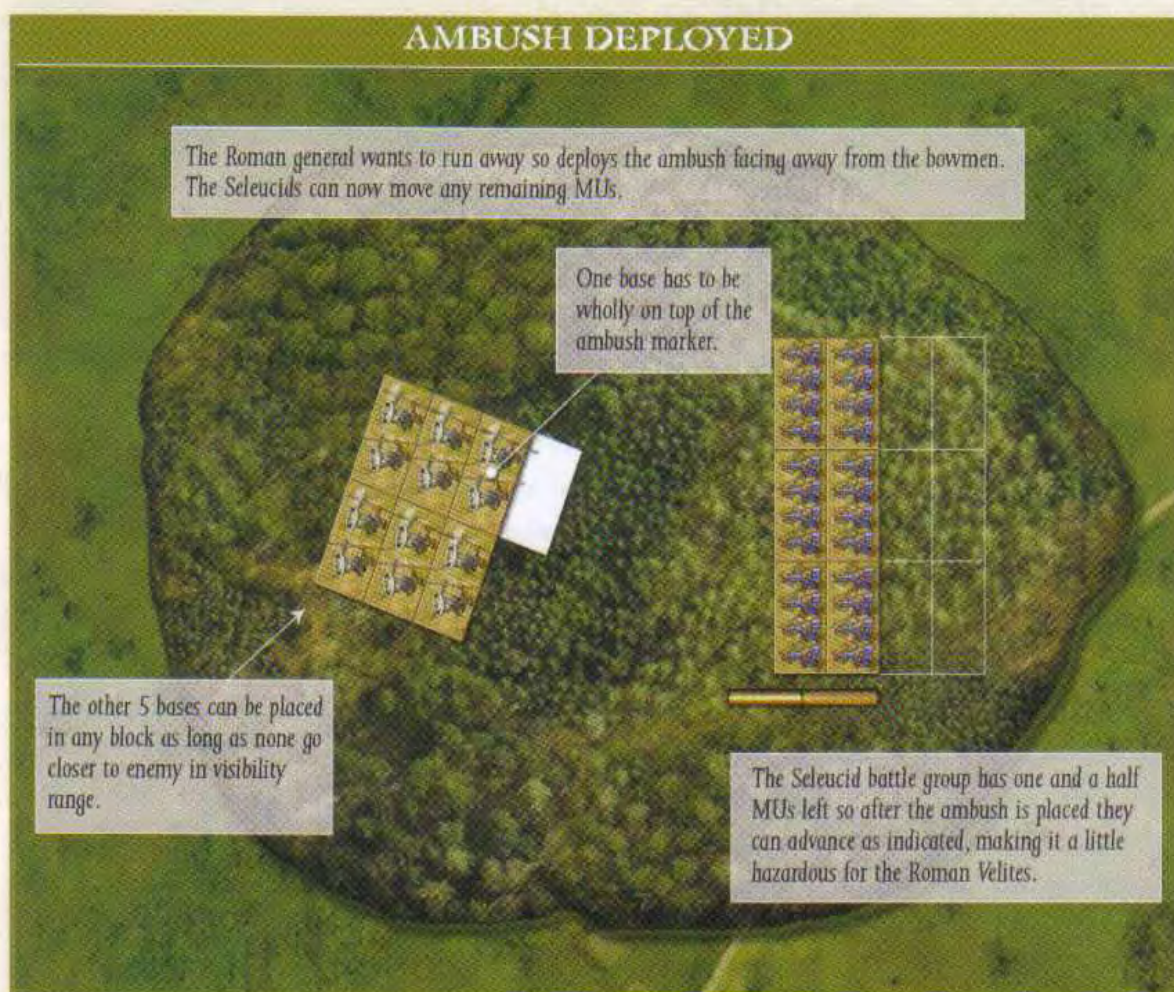 AMBUSH DEPLOYED
The Roman general wants to run away so deploys the ambush facing away from the bowmen.
The Seleucids can now move any remaining MUs.
One base has to be
wholly on top of the
ambush marker.
The other 5 bases can be placed
in any block as long as none go
closer to enemy in visibility
range.
The Seleucid battle group has one and a half
MUs left so after the ambush is placed they
can advance as indicated, making it a little
hazardous for the Roman Velites.